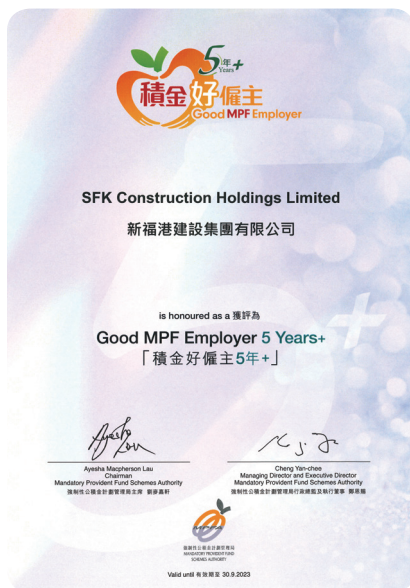 5年+
Years
積金好僱主
Good MPF Employer
SFK Construction Holdings Limited
新福港建設集團有限公司
is honoured as a 獲評為
Good MPF Employer 5 Years+
「積金好僱主5年+」
Ayesha Macpherson Lau
Chairman
Mandatory Provident Fund Schemes Authority
強制性公積金計劃管理局主席 劉麥嘉軒
Cheng Yan-chee
Managing Director and Executive Director
Mandatory Provident Fund Schemes Authority
強制性公積金計劃管理局行政總監及執行董事 鄭恩賜
強制性公積金計劃管理局
MANDATORY PROVIDENT FUND
SCHEMES AUTHORITY
Valid until 有效期至 30.9.2023